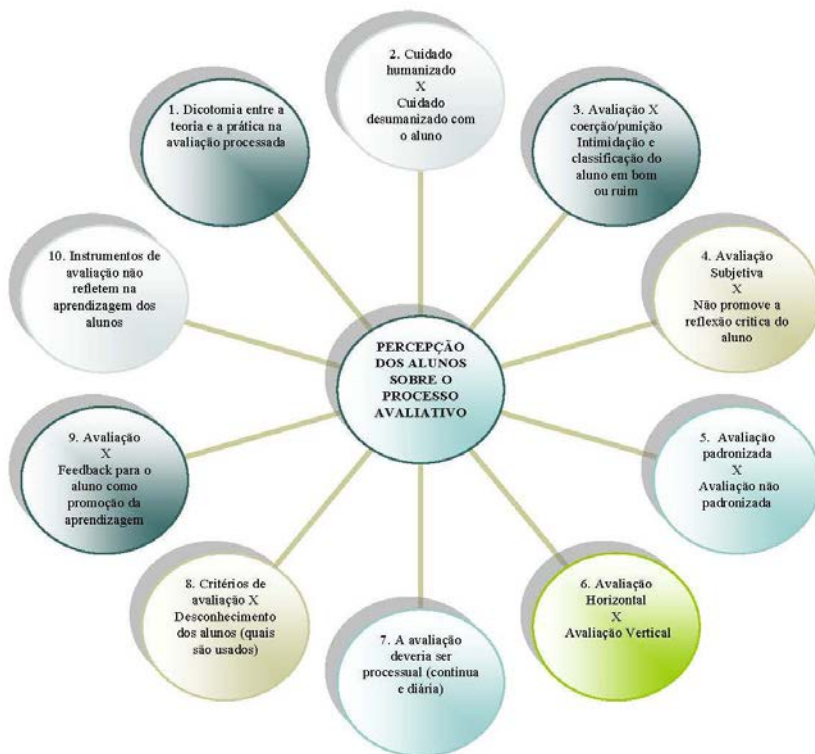 PERCEPÇÃO
DOS ALUNOS
SOBRE O
PROCESSO
AVALIATIVO
1. Dicotomia entre a
teoria e a prática na
avaliação processada
2. Cuidado
humanizado
X
Cuidado
desumanizado com
o aluno
3. Avaliação X
coerção/punição
Intimidação e
classificação do
aluno em bom
ou ruim
4. Avaliação
Subjetiva
X
Não promove a
reflexão critica do
aluno
5. Avaliação
padronizada
X
Avaliação não
padronizada
6. Avaliação
Horizontal
X
Avaliação Vertical
7. A avaliação
deveria ser
processual (continua
e diária)
8. Critérios de
avaliação X
Desconhecimento
dos alunos (quais
são usados)
9. Avaliação
X
Feedback para o
aluno como
promoção da
aprendizagem
10. Instrumentos de
avaliação não
refletem na
aprendizagem dos
alunos